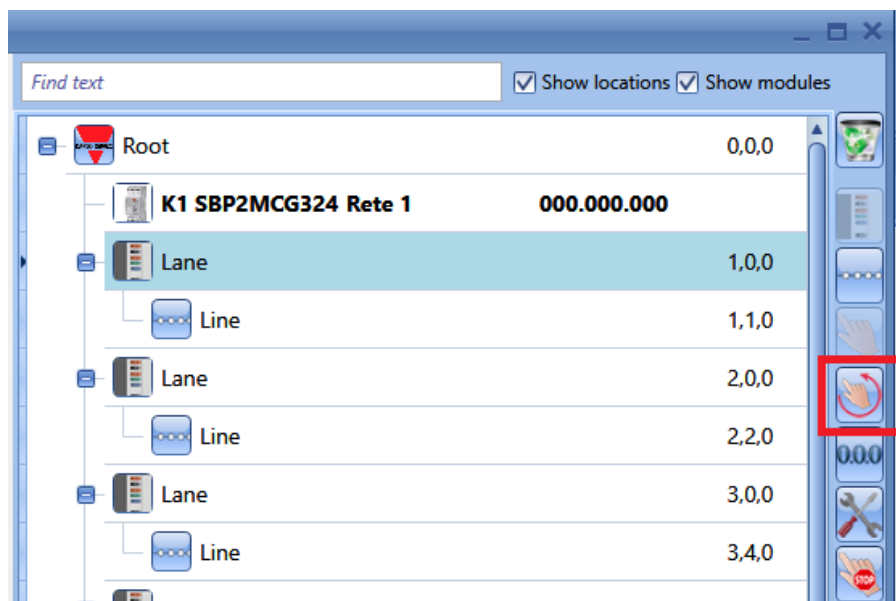 Find text
Show locations
Show modules
Root 0,0,0
K1 SBP2MCG324 Rete 1 000.000.000
Lane 1,0,0
Line 1,1,0
Lane 2,0,0
Line 2,2,0
0.0.0
Lane 3,0,0
Line 3,4,0
STOP